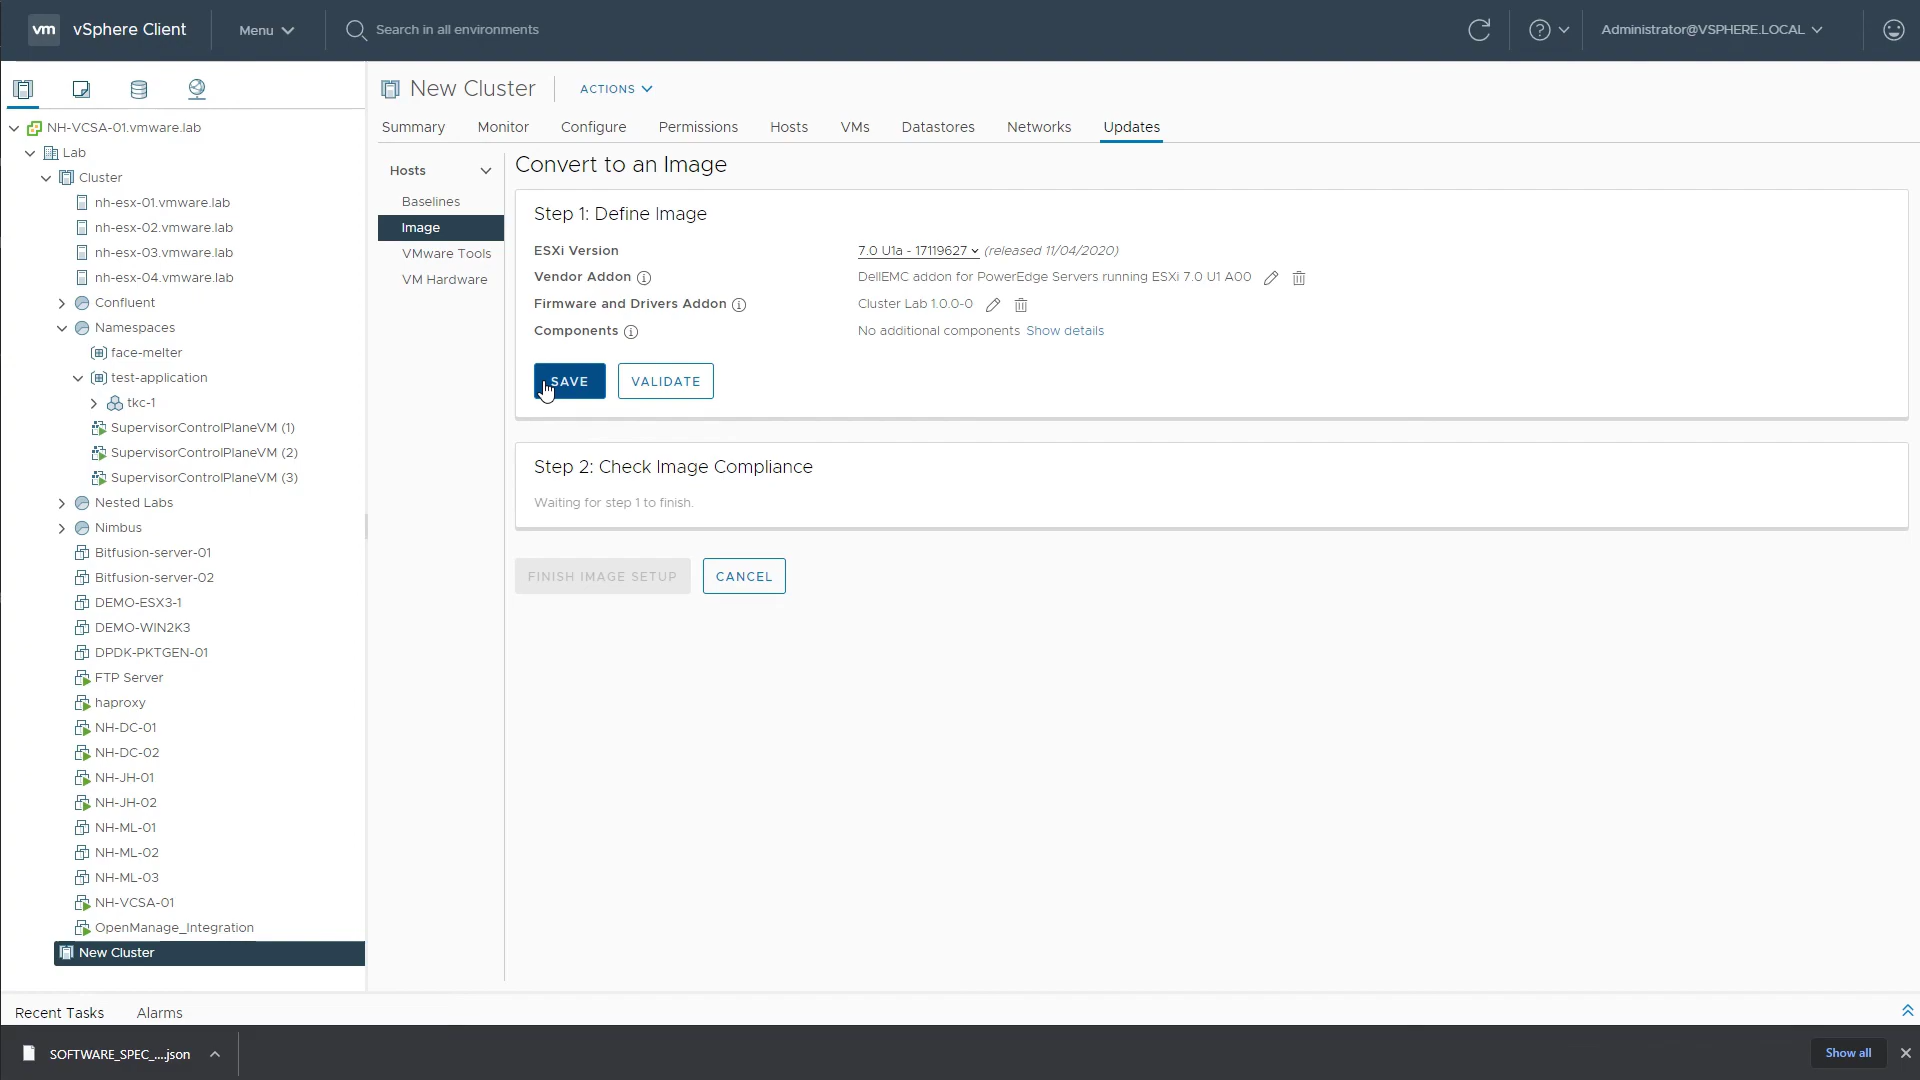 vm vSphere Client Menu Search in all environments Administrator@VSPHERE.LOCAL
New Cluster ACTIONS
Summary Monitor Configure Permissions Hosts VMs Datastores Networks Updates
NH-VCSA-01.vmware.lab
Lab
Cluster
nh-esx-01.vmware.lab
nh-esx-02.vmware.lab
nh-esx-03.vmware.lab
nh-esx-04.vmware.lab
Confluent
Namespaces
face-melter
test-application
tkc-1
SupervisorControlPlaneVM (1)
SupervisorControlPlaneVM (2)
SupervisorControlPlaneVM (3)
Nested Labs
Nimbus
Bitfusion-server-01
Bitfusion-server-02
DEMO-ESX3-1
DEMO-WIN2K3
DPDK-PKTGEN-01
FTP Server
haproxy
NH-DC-01
NH-DC-02
NH-JH-01
NH-JH-02
NH-ML-01
NH-ML-02
NH-ML-03
NH-VCSA-01
OpenManage_Integration
New Cluster
Hosts
Baselines
Image
VMware Tools
VM Hardware
Convert to an Image
Step 1: Define Image
ESXi Version 7.0 U1a - 17119627 (released 11/04/2020)
Vendor Addon DellEMC addon for PowerEdge Servers running ESXi 7.0 U1 A00
Firmware and Drivers Addon Cluster Lab 1.0.0-0
Components No additional components Show details
SAVE VALIDATE
Step 2: Check Image Compliance
Waiting for step 1 to finish.
FINISH IMAGE SETUP CANCEL
Recent Tasks Alarms
SOFTWARE_SPEC_....json Show all